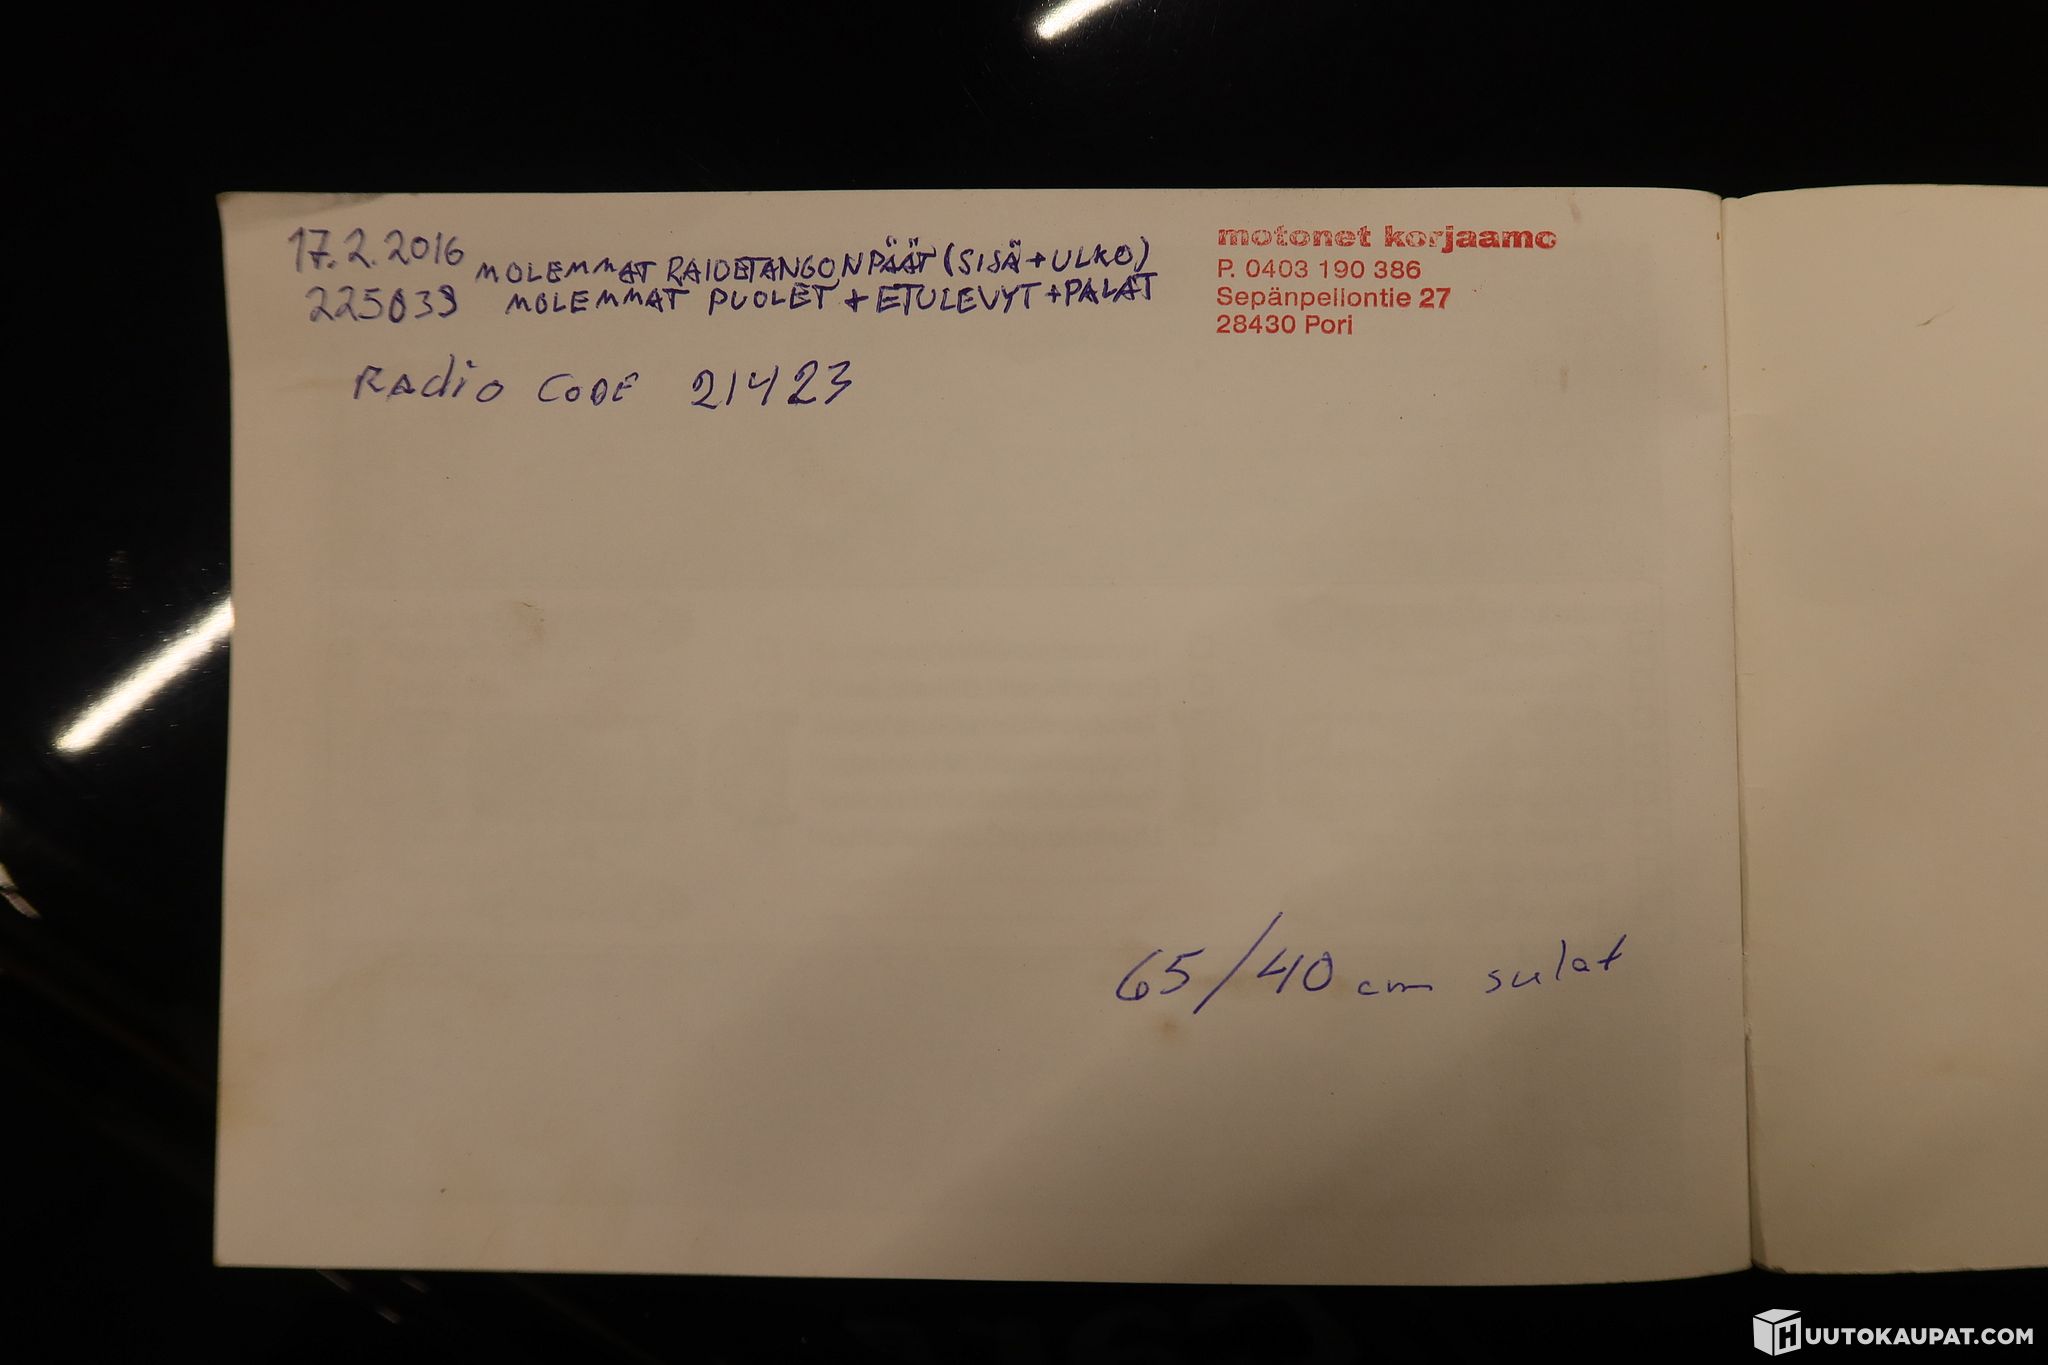 17.2.2016 MOLEMMAT RAIDETANGONPÄÄT (SISÄ+ULKO)
225039 MOLEMMAT PUOLET + ETULEVYT + PALAT
motonet korjaamo
P. 0403 190 386
Sepänpellontie 27
28430 Pori
RADiO CODE 21423
65/40 cm sulat
HUUTOKAUPAT.COM